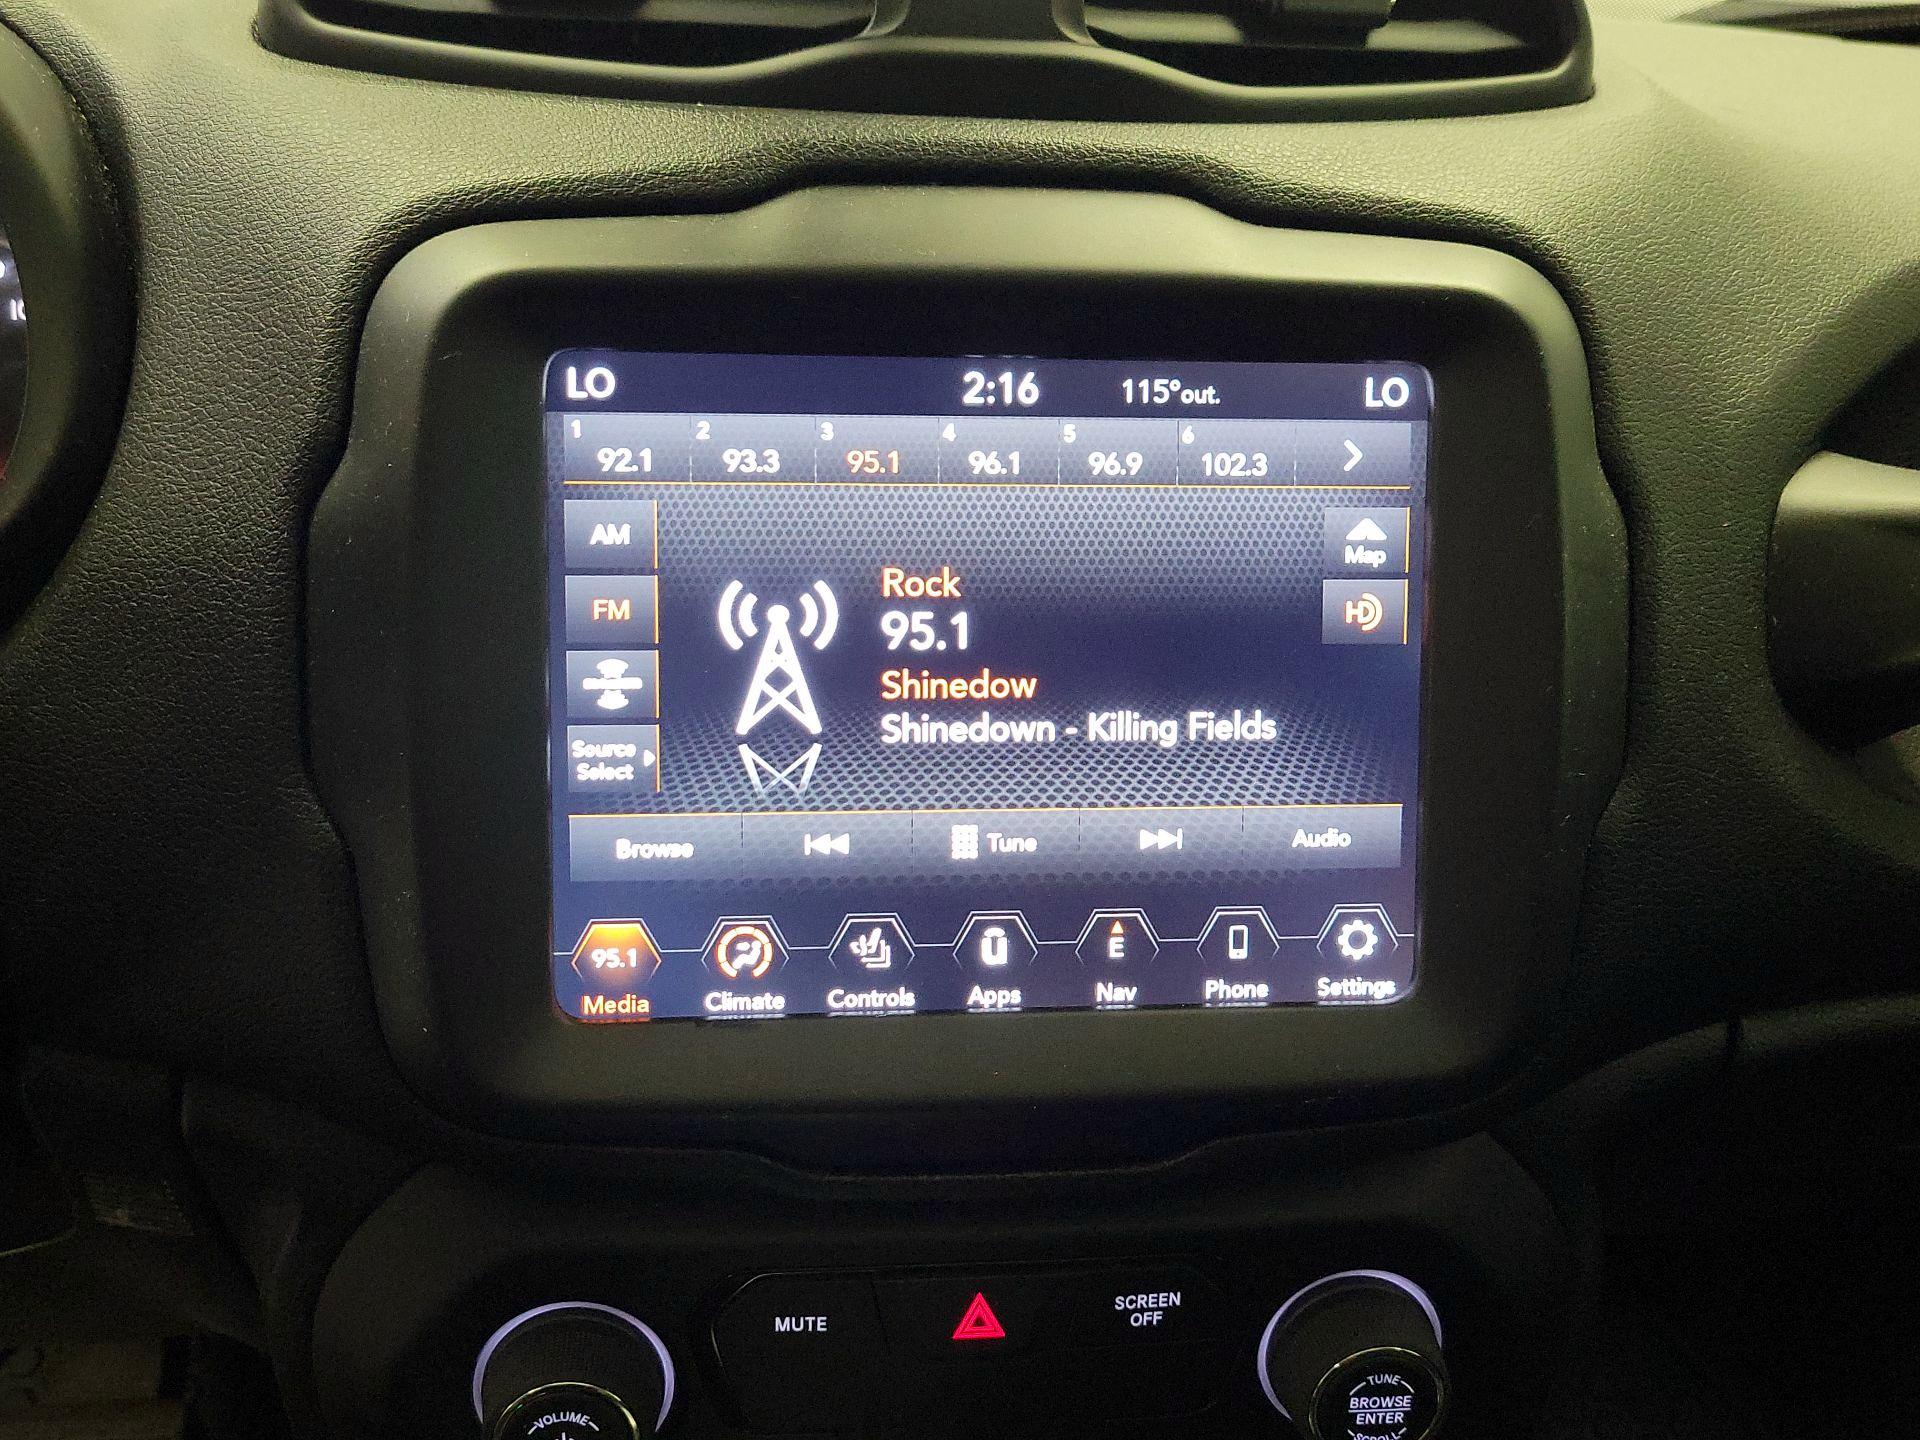 LO 2:16 115°out. LO
1 2 3 4 5 6
92.1 93.3 95.1 96.1 96.9 102.3
AM
Map
FM
HD
Rock
95.1
Shinedow
Shinedown - Killing Fields
Source
Select
Browse Tune Audio
95.1 E
Media Climate Controls Apps Nav Phone Settings
MUTE
SCREEN
OFF
VOLUME
TUNE
BROWSE
ENTER
SCROLL